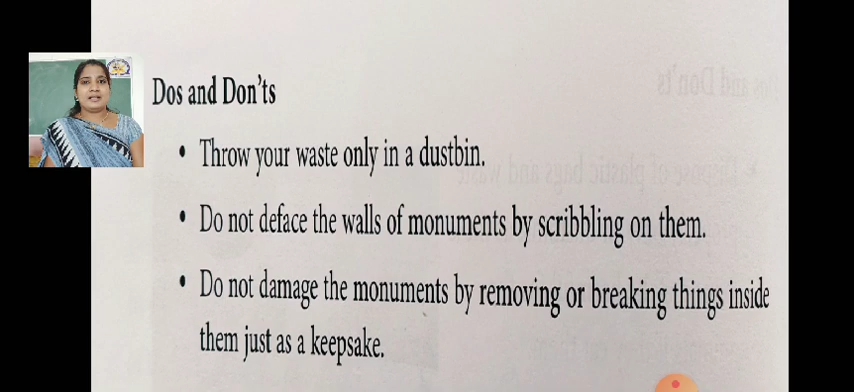 Dos and Don'ts
• Throw your waste only in a dustbin.
• Do not deface the walls of monuments by scribbling on them.
• Do not damage the monuments by removing or breaking things inside
them just as a keepsake.